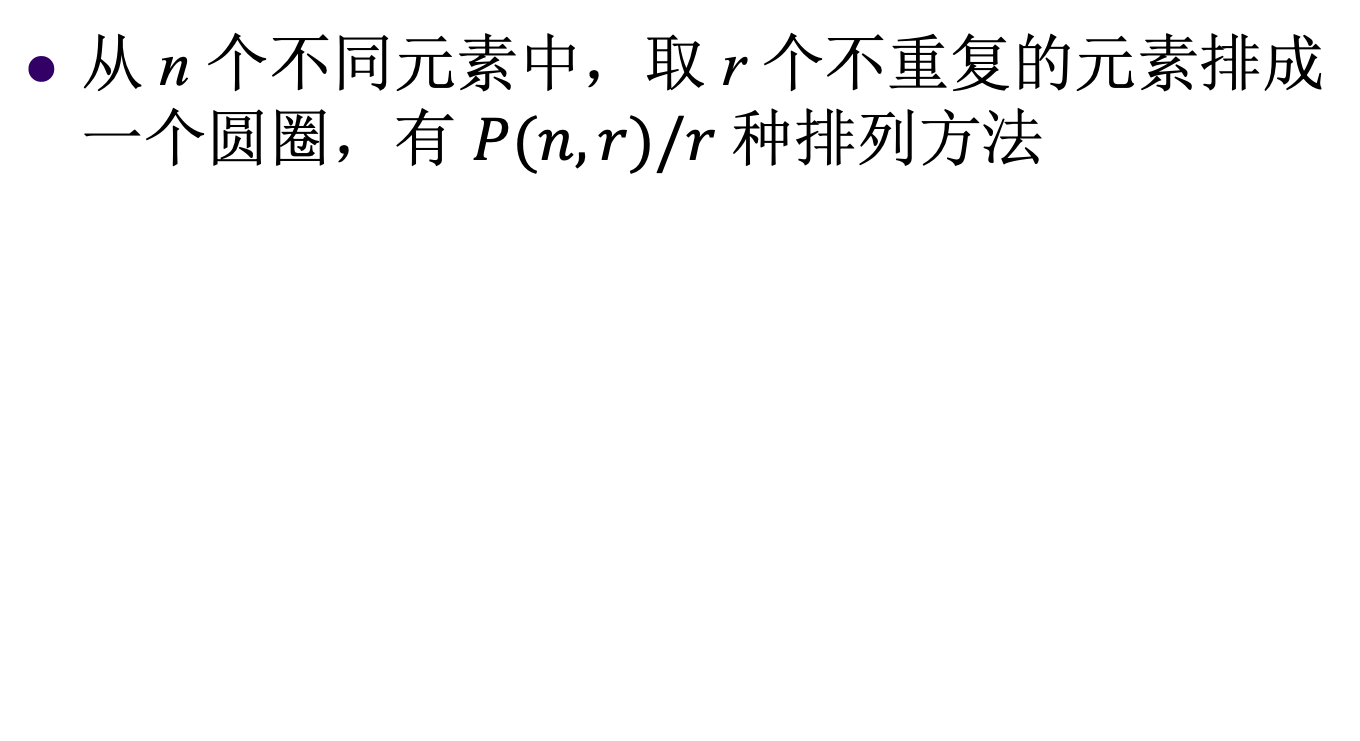 • 从 n 个不同元素中，取 r 个不重复的元素排成
一个圆圈，有 P(n,r)/r 种排列方法